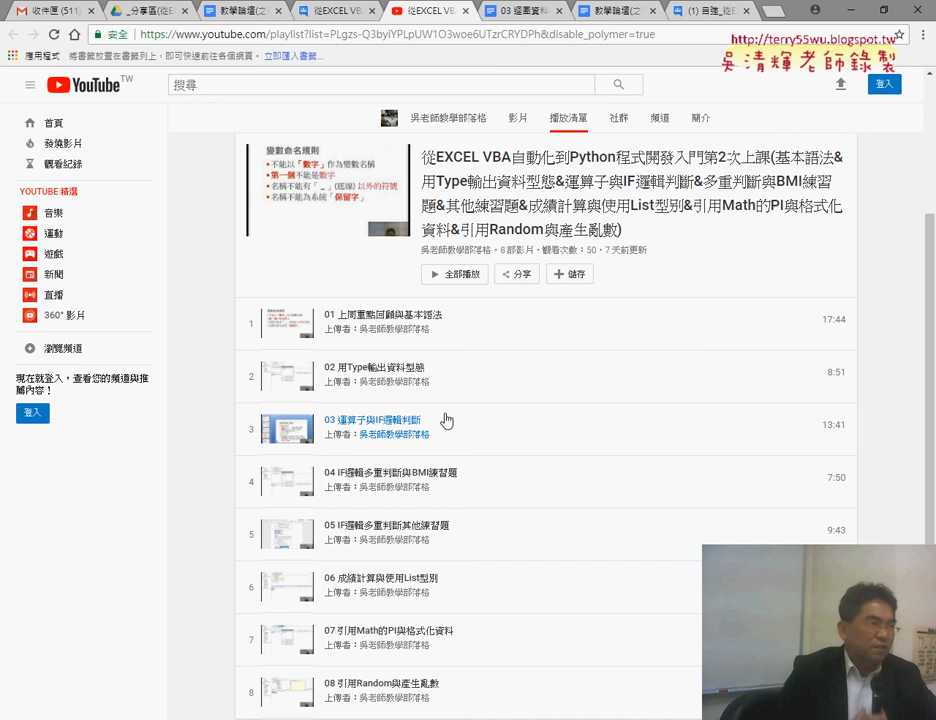 收件匣 (511)
_分享區(從E
教學論壇(之
從EXCEL VB
從EXCEL VB
03 迴圈資料
教學論壇(之
(1) 自強_從E
安全
https://www.youtube.com/playlist?list=PLgzs-Q3byiYPLpUW1O3woe6UTzrCRYDPh&disable_polymer=true
http://terry55wu.blogspot.tw
吳清輝老師錄製
應用程式
將書籤放置在書籤列上，即可快速前往各個網頁。
立即匯入書籤...
YouTube TW
搜尋
登入
吳老師教學部落格
影片
播放清單
社群
頻道
簡介
首頁
發燒影片
觀看紀錄
YOUTUBE 精選
音樂
運動
遊戲
新聞
直播
360° 影片
瀏覽頻道
現在就登入，查看您的頻道與推
薦內容！
登入
變數命名規則
•不能以「數字」作為變數名稱
•第一個不能是數字
•名稱不能有「_」(底線) 以外的符號
•名稱不能為系統「保留字」
從EXCEL VBA自動化到Python程式開發入門第2次上課(基本語法&
用Type輸出資料型態&運算子與IF邏輯判斷&多重判斷與BMI練習
題&其他練習題&成績計算與使用List型別&引用Math的PI與格式化
資料&引用Random與產生亂數)
吳老師教學部落格 • 8 部影片 • 觀看次數：50 • 7 天前更新
全部播放
分享
儲存
1
01 上周重點回顧與基本語法
上傳者：吳老師教學部落格
17:44
2
02 用Type輸出資料型態
上傳者：吳老師教學部落格
8:51
3
03 運算子與IF邏輯判斷
上傳者：吳老師教學部落格
13:41
4
04 IF邏輯多重判斷與BMI練習題
上傳者：吳老師教學部落格
7:50
5
05 IF邏輯多重判斷其他練習題
上傳者：吳老師教學部落格
9:43
6
06 成績計算與使用List型別
上傳者：吳老師教學部落格
7
07 引用Math的PI與格式化資料
上傳者：吳老師教學部落格
8
08 引用Random與產生亂數
上傳者：吳老師教學部落格